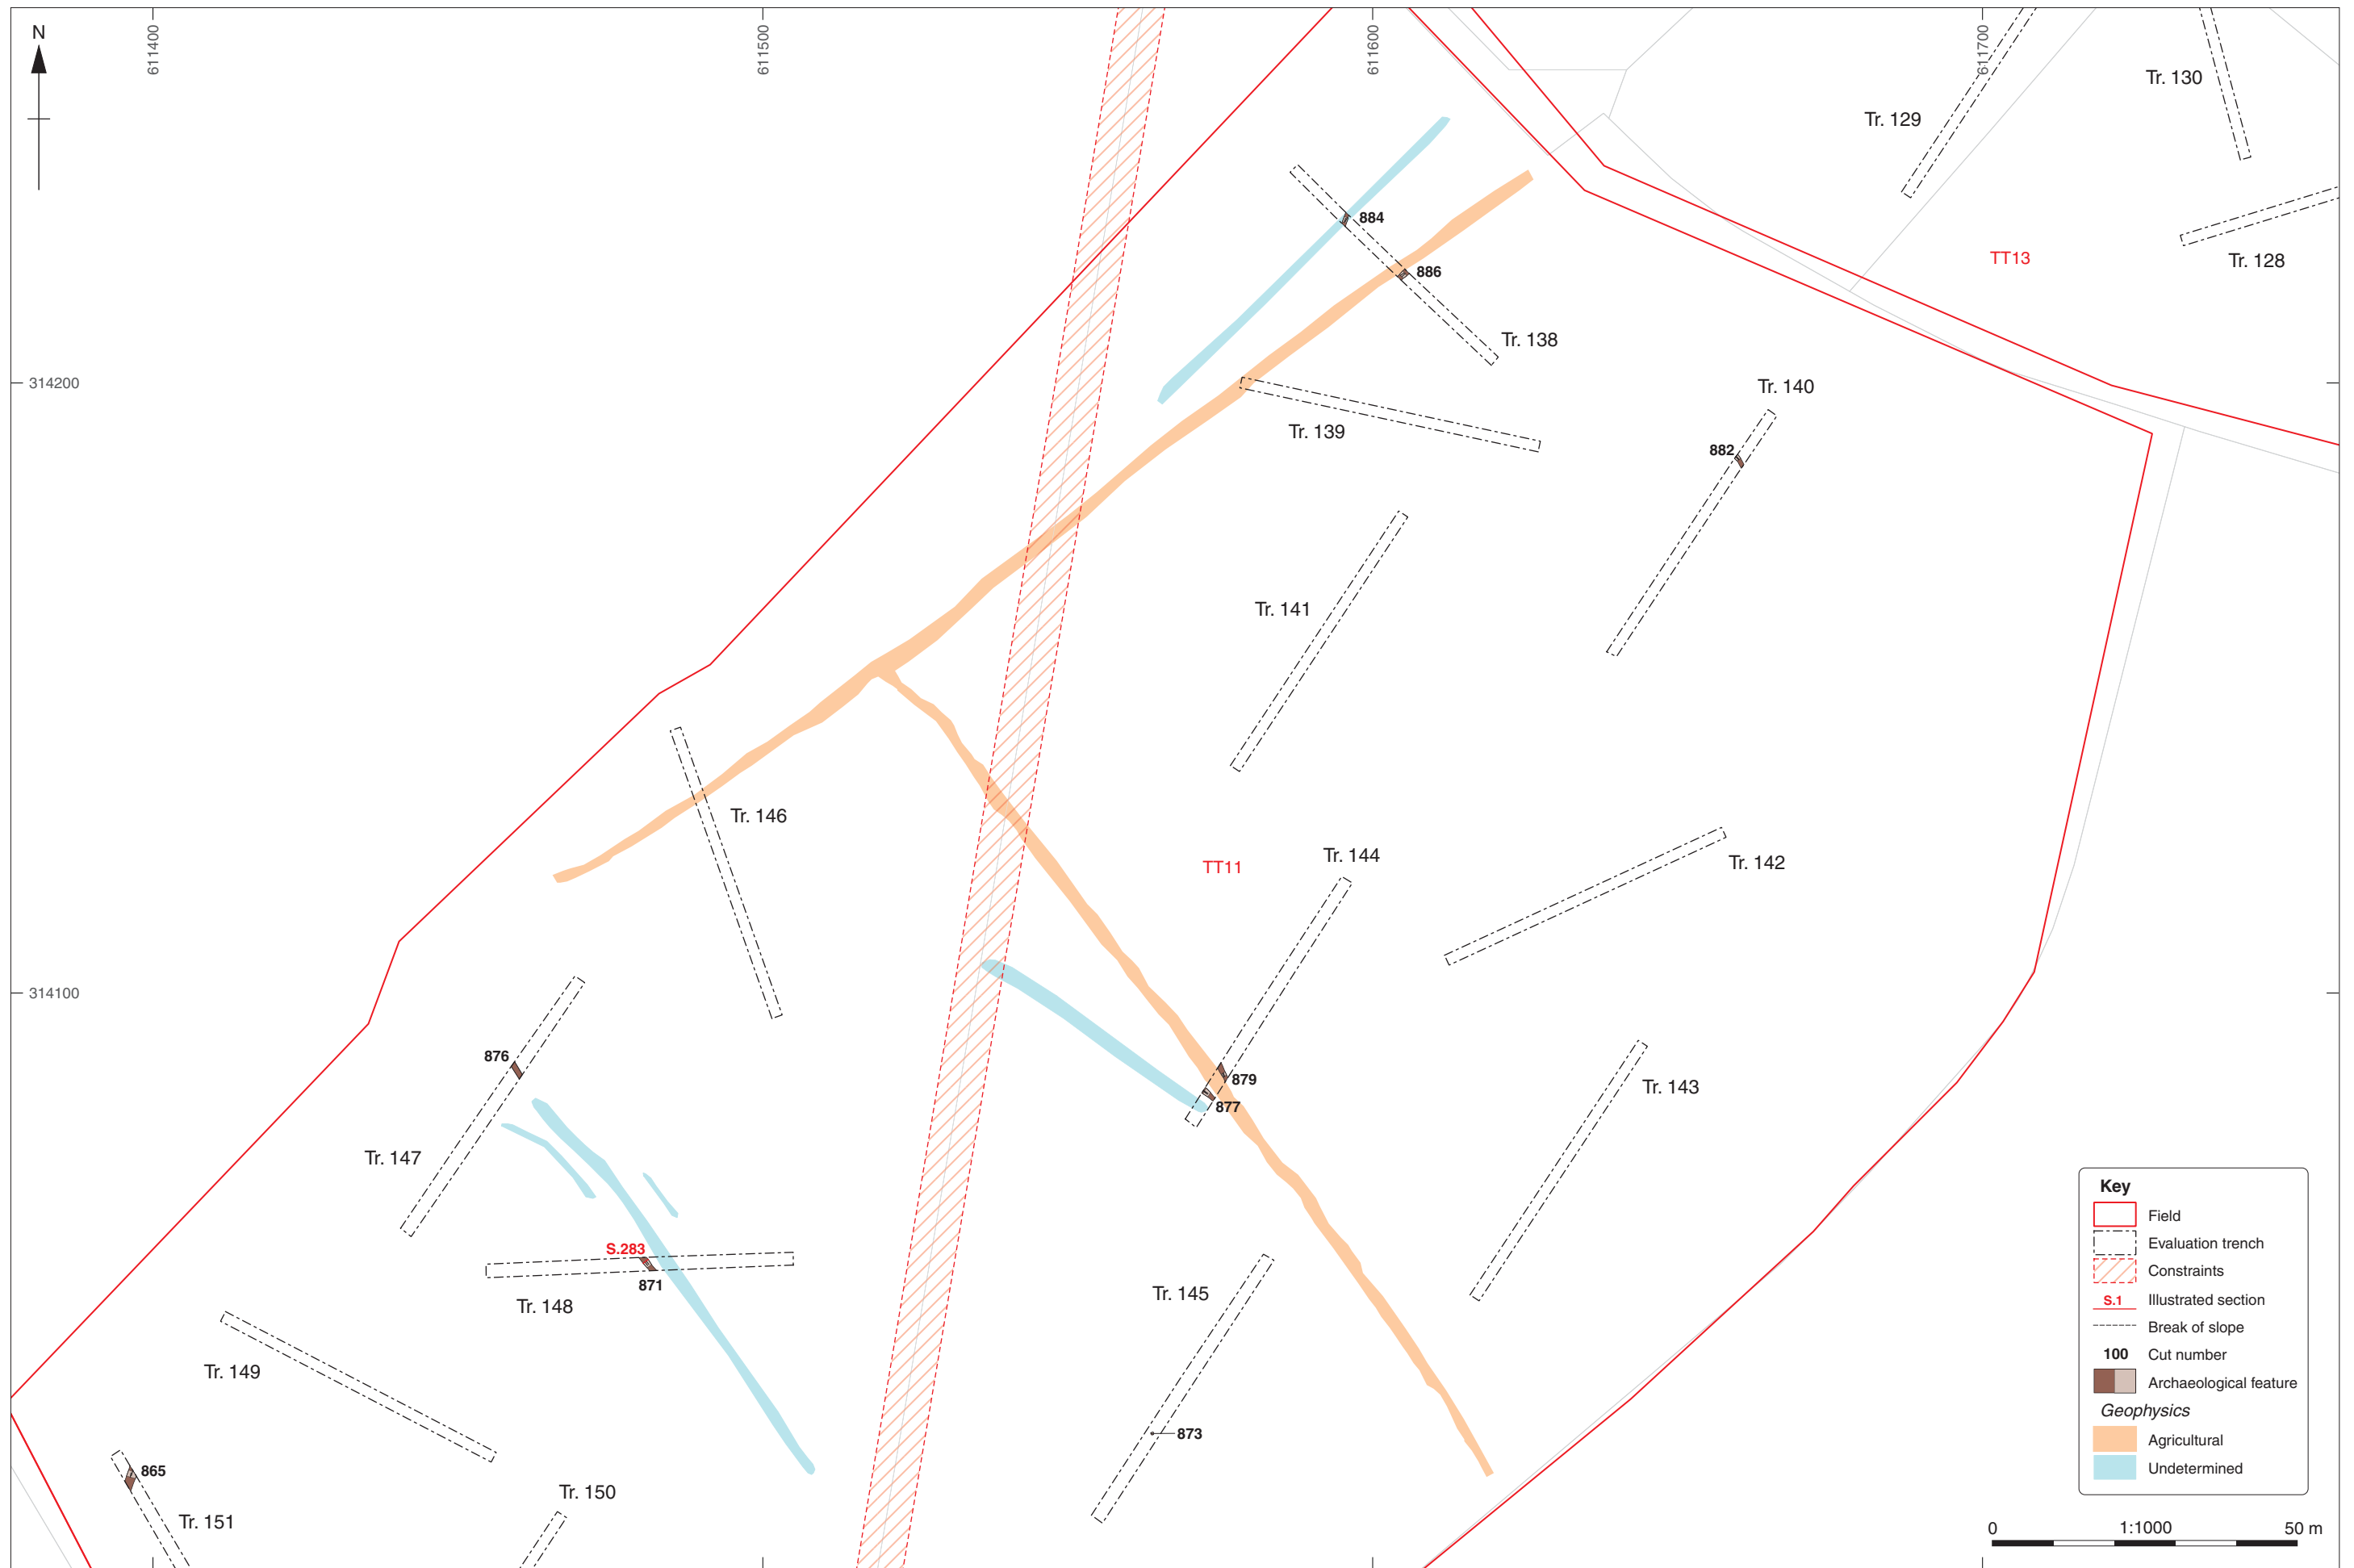 N
611400
611500
611600
611700
314200
314100
Tr. 130
Tr. 129
TT13
Tr. 128
884
886
Tr. 138
Tr. 139
Tr. 140
882
Tr. 141
Tr. 146
TT11
Tr. 144
Tr. 142
876
879
877
Tr. 143
Tr. 147
S.283
871
Tr. 148
Tr. 145
Tr. 149
873
865
Tr. 150
Tr. 151
Key
Field
Evaluation trench
Constraints
S.1 Illustrated section
Break of slope
100 Cut number
Archaeological feature
Geophysics
Agricultural
Undetermined
0 1:1000 50 m